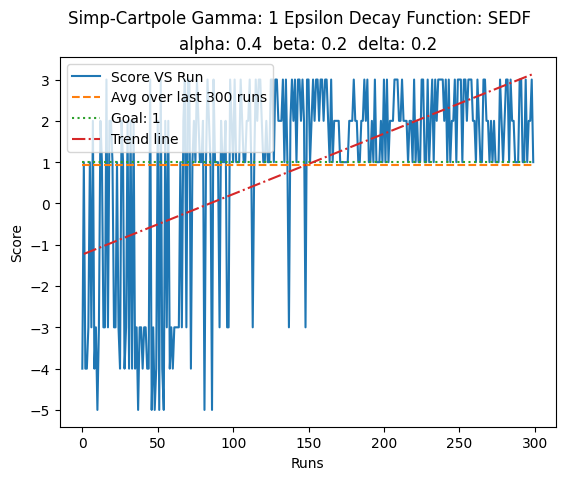 Simp-Cartpole Gamma: 1 Epsilon Decay Function: SEDF
alpha: 0.4  beta: 0.2  delta: 0.2
Score VS Run
Avg over last 300 runs
Goal: 1
Trend line
3
2
1
0
−1
−2
−3
−4
−5
Score
0
50
100
150
200
250
300
Runs